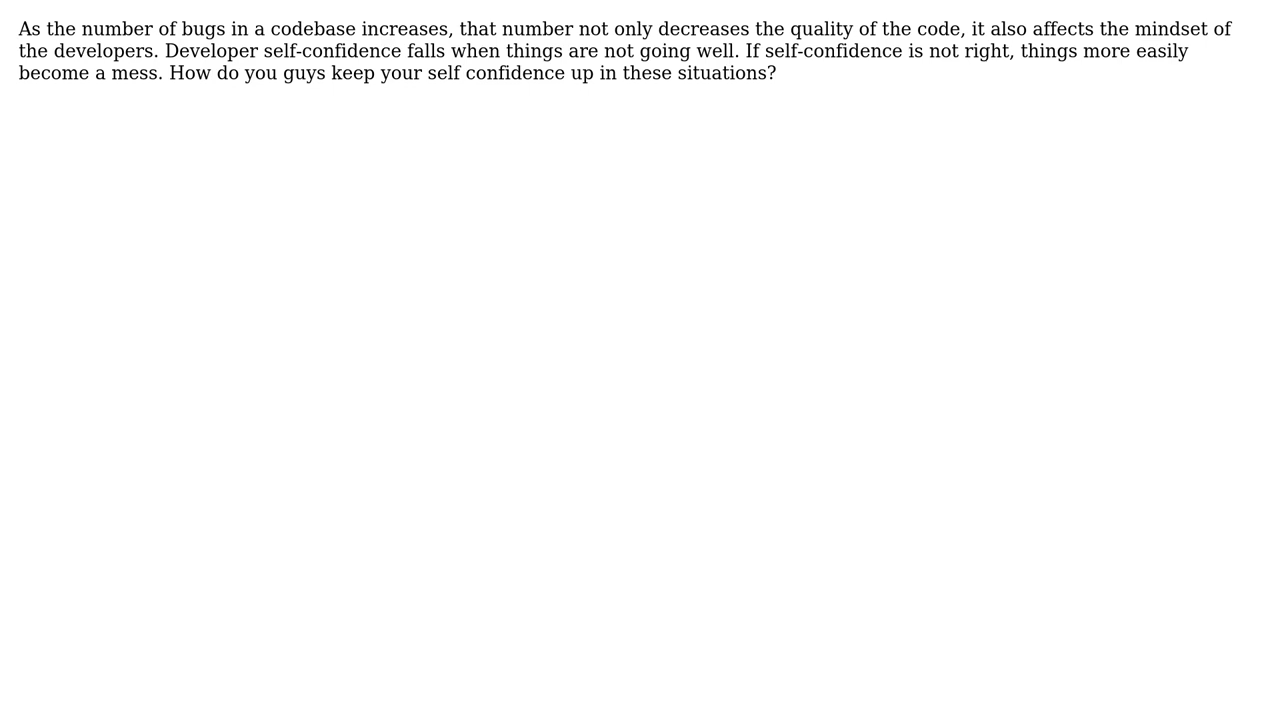 As the number of bugs in a codebase increases, that number not only decreases the quality of the code, it also affects the mindset of
the developers. Developer self-confidence falls when things are not going well. If self-confidence is not right, things more easily
become a mess. How do you guys keep your self confidence up in these situations?